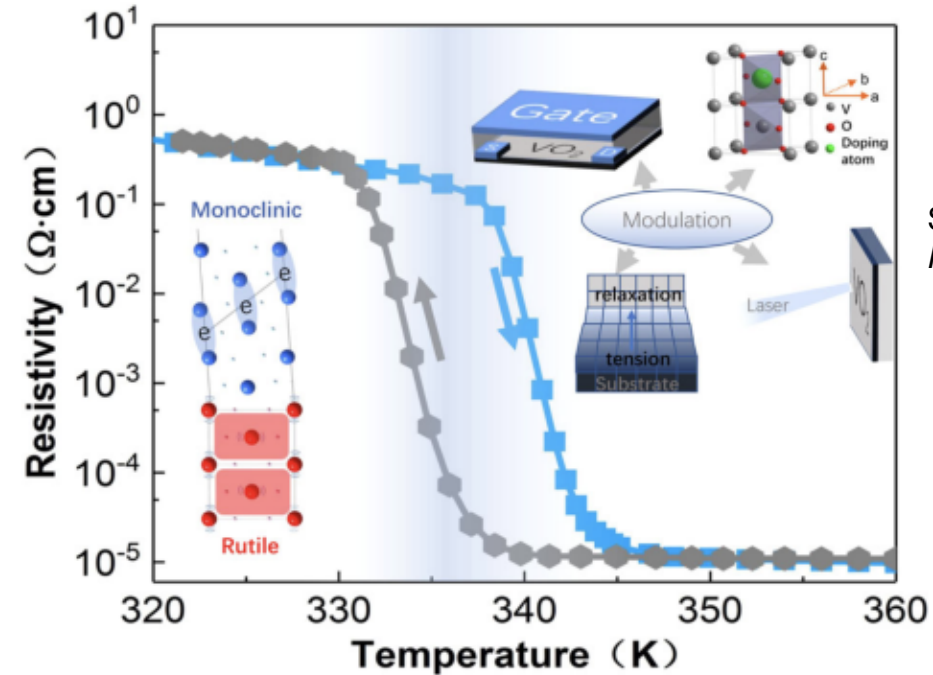 10¹
10⁰
10⁻¹
10⁻²
10⁻³
10⁻⁴
10⁻⁵
Resistivity（Ω·cm）
320
330
340
350
360
Temperature（K）
Monoclinic
e
e
e
Rutile
Gate
VO₂
S
D
c
b
a
V
O
Doping
atom
Modulation
relaxation
tension
Substrate
Laser
VO₂
S